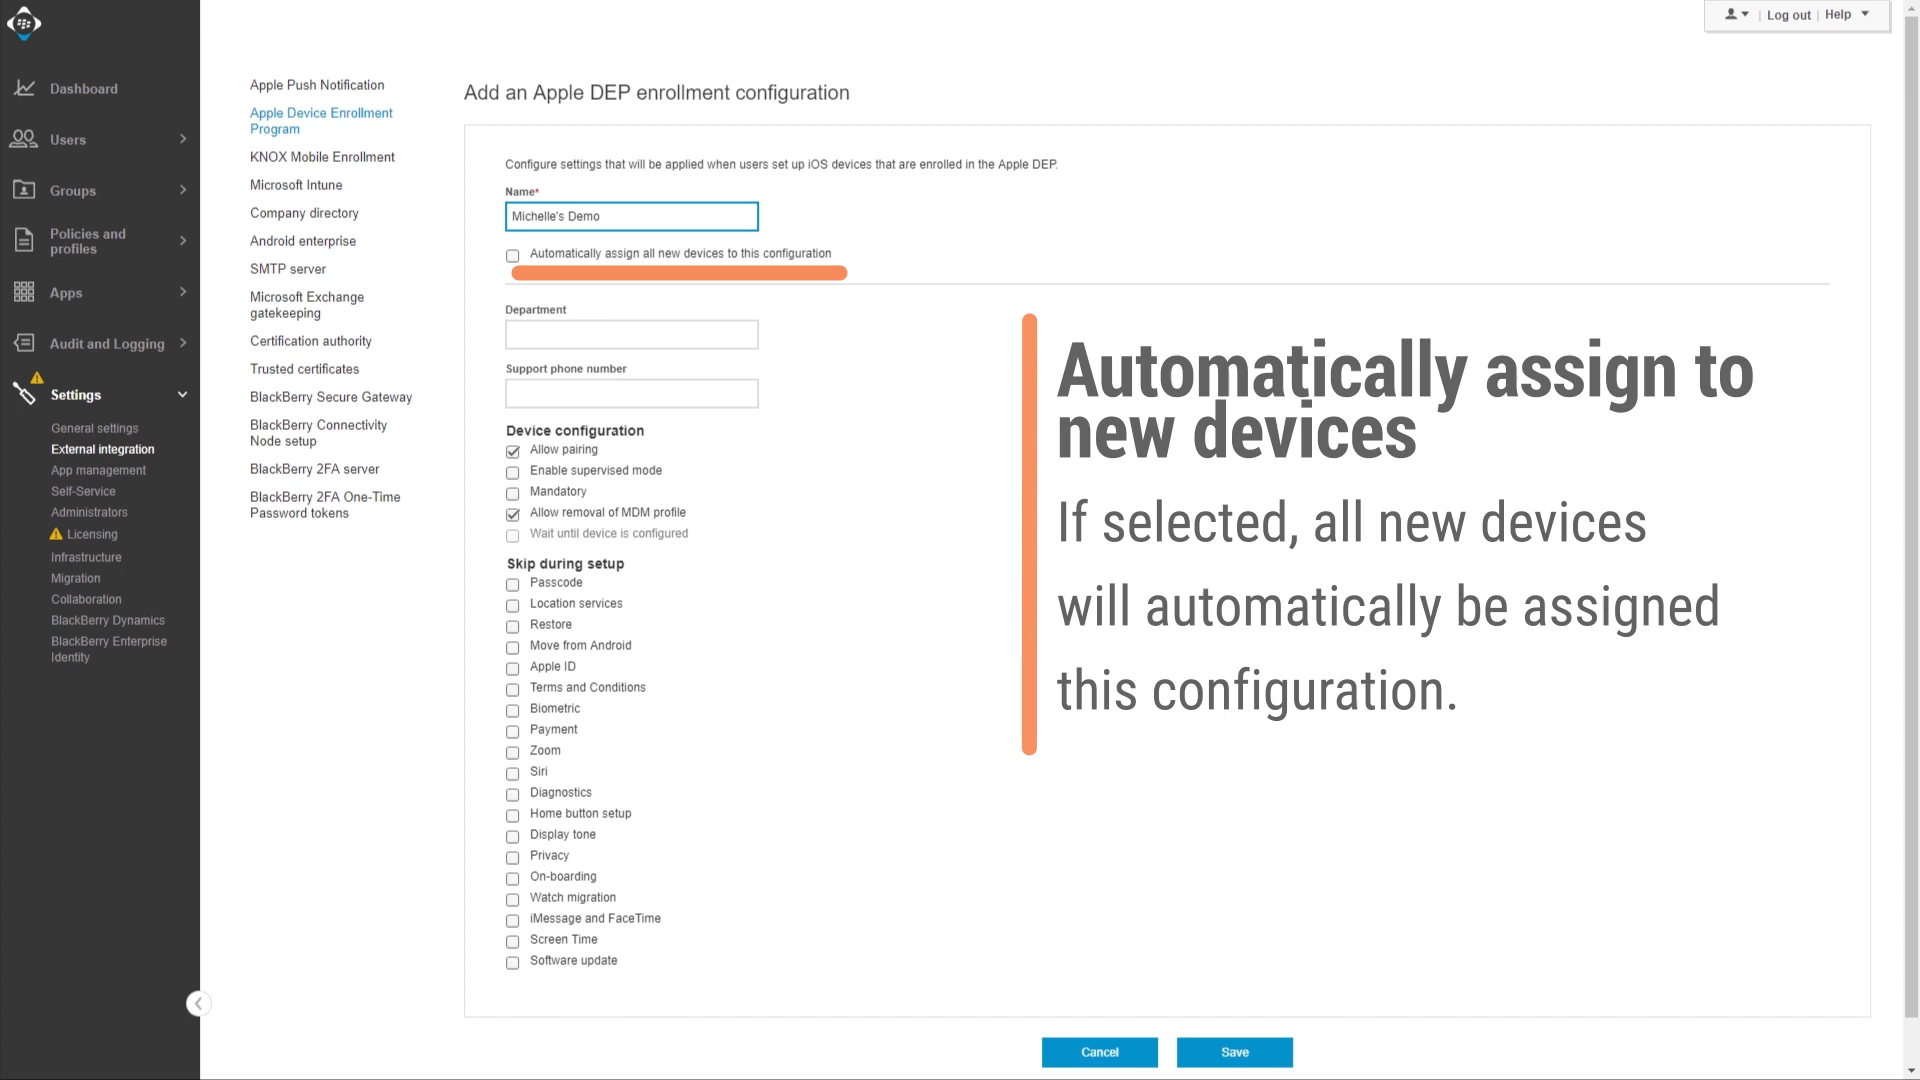 Log out
Help
Dashboard
Users
Groups
Policies and
profiles
Apps
Audit and Logging
Settings
General settings
External integration
App management
Self-Service
Administrators
Licensing
Infrastructure
Migration
Collaboration
BlackBerry Dynamics
BlackBerry Enterprise
Identity
Apple Push Notification
Apple Device Enrollment
Program
KNOX Mobile Enrollment
Microsoft Intune
Company directory
Android enterprise
SMTP server
Microsoft Exchange
gatekeeping
Certification authority
Trusted certificates
BlackBerry Secure Gateway
BlackBerry Connectivity
Node setup
BlackBerry 2FA server
BlackBerry 2FA One-Time
Password tokens
Add an Apple DEP enrollment configuration
Configure settings that will be applied when users set up iOS devices that are enrolled in the Apple DEP.
Name*
Michelle's Demo
Automatically assign all new devices to this configuration
Department
Support phone number
Device configuration
Allow pairing
Enable supervised mode
Mandatory
Allow removal of MDM profile
Wait until device is configured
Skip during setup
Passcode
Location services
Restore
Move from Android
Apple ID
Terms and Conditions
Biometric
Payment
Zoom
Siri
Diagnostics
Home button setup
Display tone
Privacy
On-boarding
Watch migration
iMessage and FaceTime
Screen Time
Software update
Automatically assign to
new devices
If selected, all new devices
will automatically be assigned
this configuration.
Cancel
Save